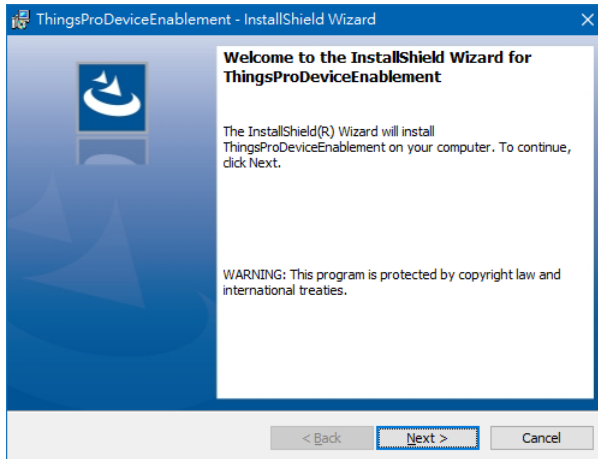 ThingsProDeviceEnablement - InstallShield Wizard
Welcome to the InstallShield Wizard for
ThingsProDeviceEnablement
The InstallShield(R) Wizard will install
ThingsProDeviceEnablement on your computer. To continue,
click Next.
WARNING: This program is protected by copyright law and
international treaties.
< Back Next > Cancel